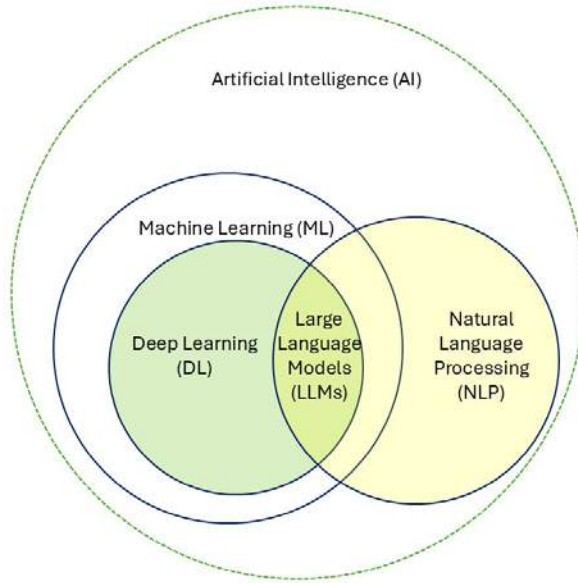 Artificial Intelligence (AI)
Machine Learning (ML)
Deep Learning
(DL)
Large
Language
Models
(LLMs)
Natural
Language
Processing
(NLP)